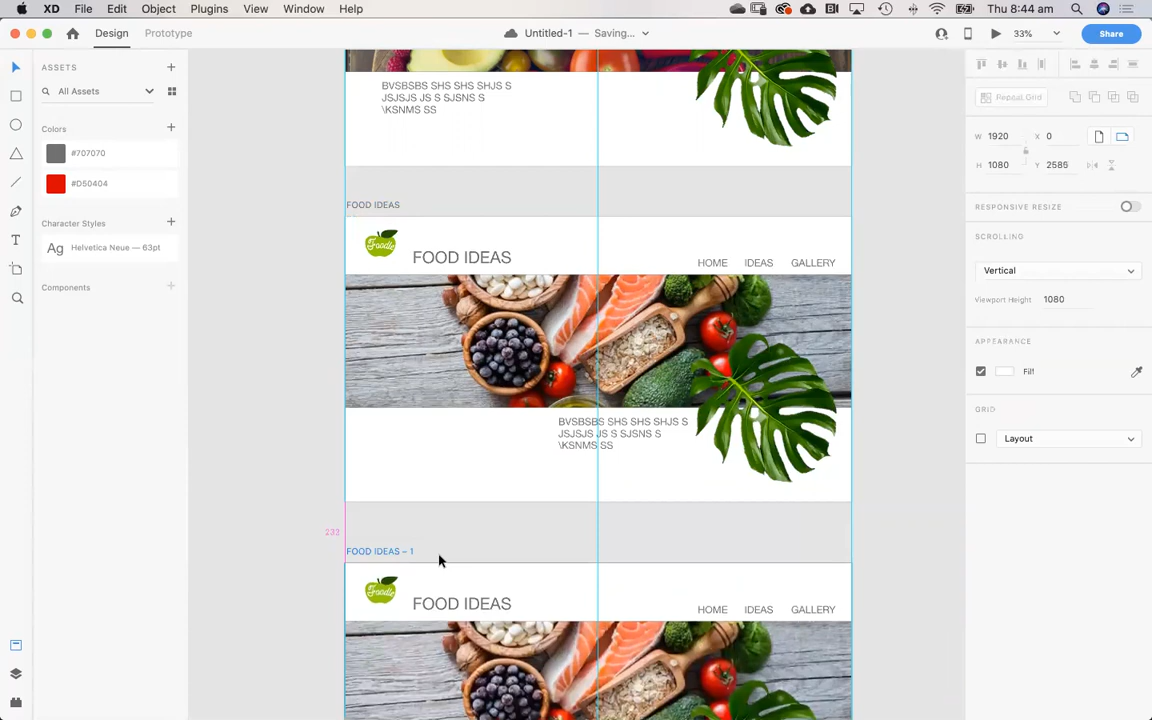 XD File Edit Object Plugins View Window Help
Thu 8:44 am
Design Prototype
Untitled-1 — Saving...
33%
Share
ASSETS
All Assets
Colors
#707070
#D50404
Character Styles
Ag Helvetica Neue — 63pt
Components
BVSBSBS SHS SHS SHJS S
JSJSJS JS S SJSNS S
\KSNMS SS
FOOD IDEAS
Foodle
FOOD IDEAS
HOME IDEAS GALLERY
BVSBSBS SHS SHS SHJS S
JSJSJS JS S SJSNS S
\KSNMS SS
233
FOOD IDEAS – 1
Foodle
FOOD IDEAS
HOME IDEAS GALLERY
Repeat Grid
W 1920 X 0
H 1080 Y 2585
RESPONSIVE RESIZE
SCROLLING
Vertical
Viewport Height 1080
APPEARANCE
Fill
GRID
Layout